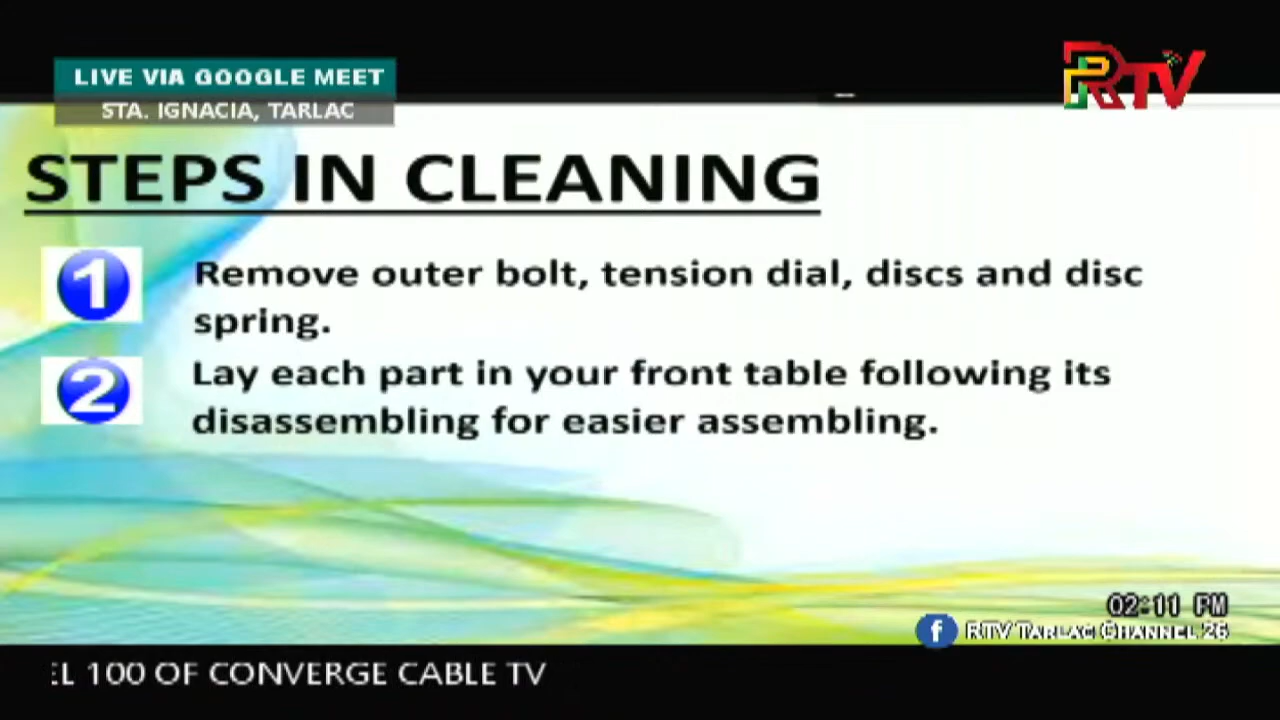 LIVE VIA GOOGLE MEET
STA. IGNACIA, TARLAC
RTV
STEPS IN CLEANING
1
Remove outer bolt, tension dial, discs and disc
spring.
2
Lay each part in your front table following its
disassembling for easier assembling.
02:11 PM
f RTV TARLAC CHANNEL 26
EL 100 OF CONVERGE CABLE TV